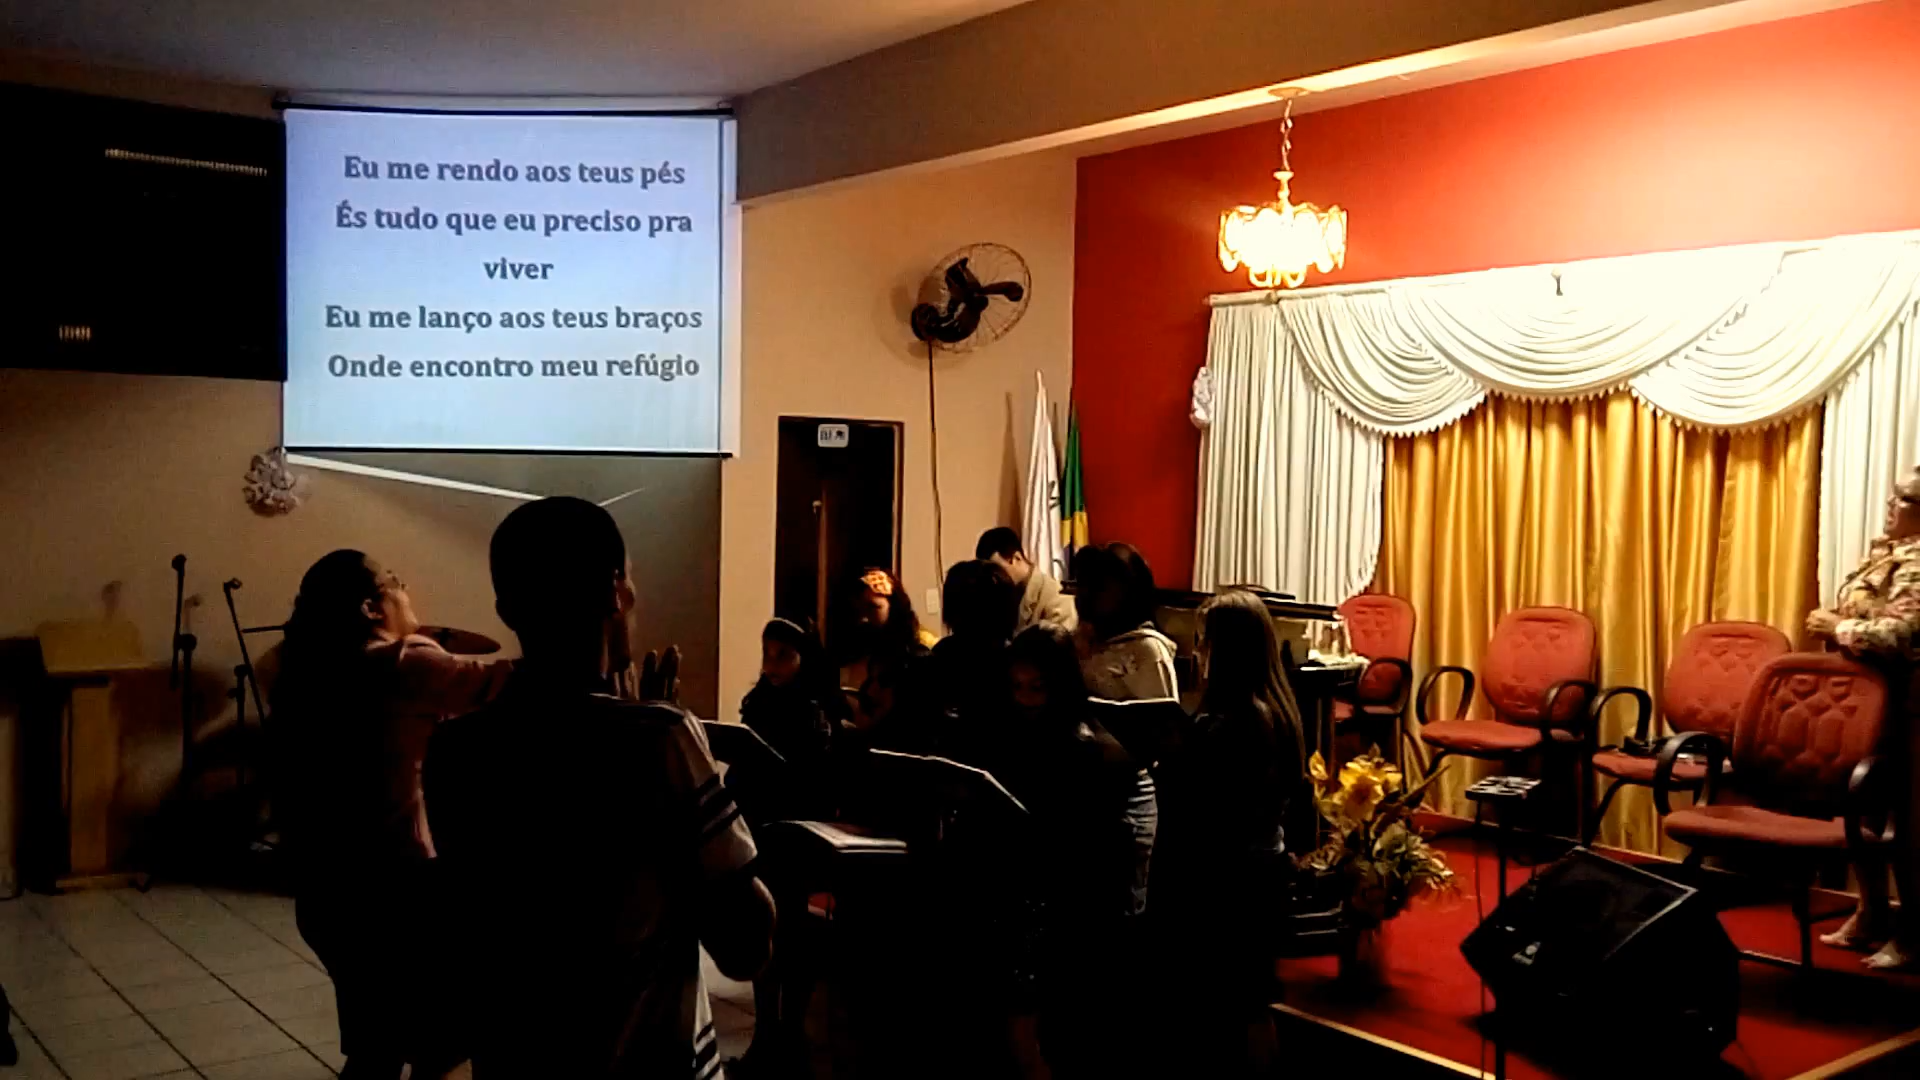 Eu me rendo aos teus pés
És tudo que eu preciso pra
viver
Eu me lanço aos teus braços
Onde encontro meu refúgio